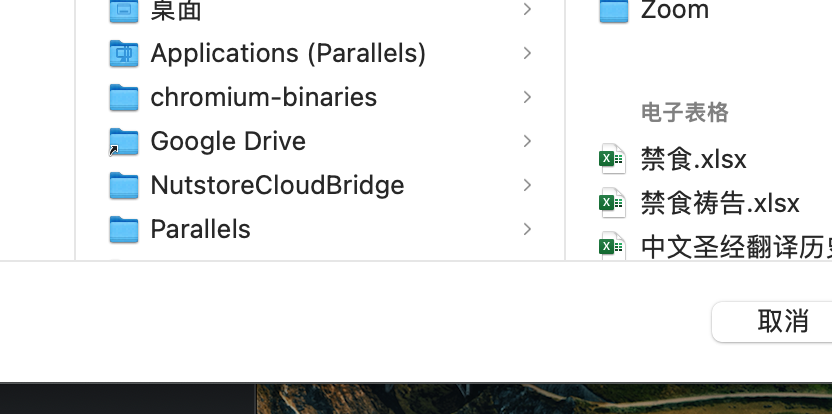 桌面
Applications (Parallels)
chromium-binaries
Google Drive
NutstoreCloudBridge
Parallels
Zoom
电子表格
禁食.xlsx
禁食祷告.xlsx
中文圣经翻译历史
取消